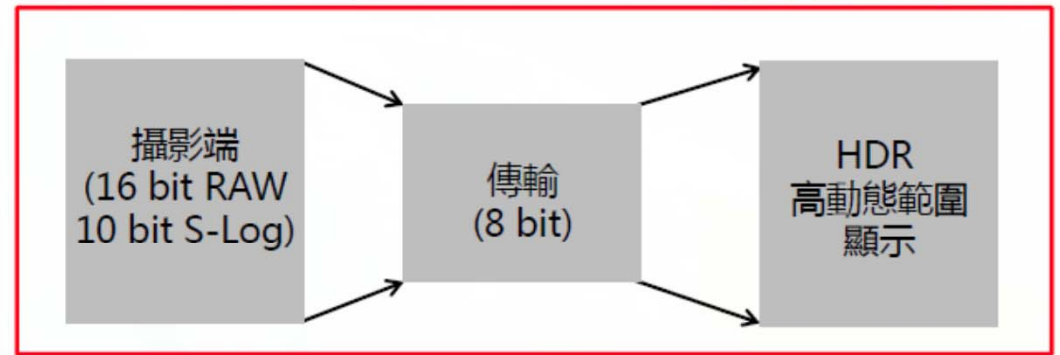 攝影端
(16 bit RAW
10 bit S-Log)
傳輸
(8 bit)
HDR
高動態範圍
顯示